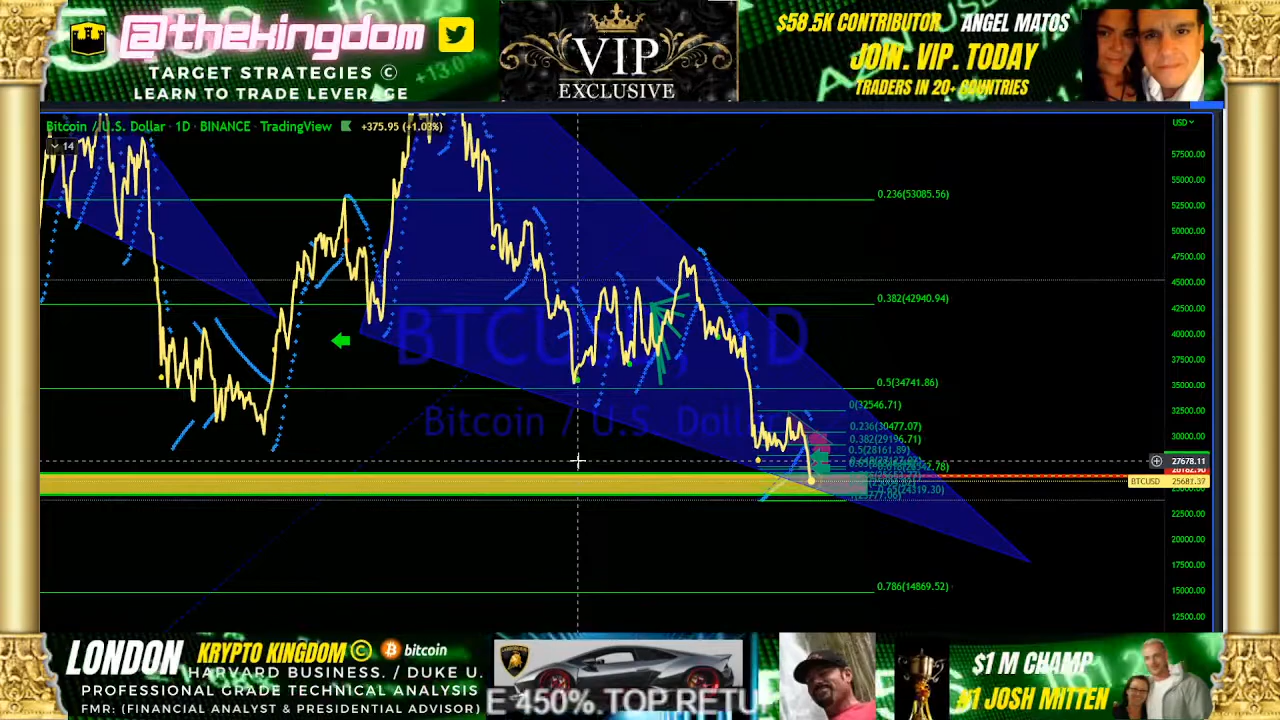 @thekingdom
TARGET STRATEGIES ©
LEARN TO TRADE LEVERAGE
+13.0
VIP
EXCLUSIVE
$58.5K CONTRIBUTOR ANGEL MATOS
JOIN. VIP. TODAY
TRADERS IN 20+ COUNTRIES
Bitcoin / U.S. Dollar · 1D · BINANCE · TradingView +375.95 (+1.03%)
14
USD
57500.00
55000.00
0.236(53085.56)
52500.00
50000.00
47500.00
45000.00
0.382(42940.94)
42500.00
40000.00
37500.00
0.5(34741.86)
35000.00
0(32546.71)
32500.00
0.236(30477.07)
30000.00
0.382(29196.71)
0.5(28161.89)
27678.11
BTCUSD 25681.37
22500.00
20000.00
17500.00
0.786(14869.52)
15000.00
12500.00
Bitcoin / U.S. Dollar
LONDON KRYPTO KINGDOM © bitcoin
HARVARD BUSINESS. / DUKE U.
PROFESSIONAL GRADE TECHNICAL ANALYSIS
FMR: (FINANCIAL ANALYST & PRESIDENTIAL ADVISOR)
E 450%.TOP RETU
$1 M CHAMP
#1 JOSH MITTEN